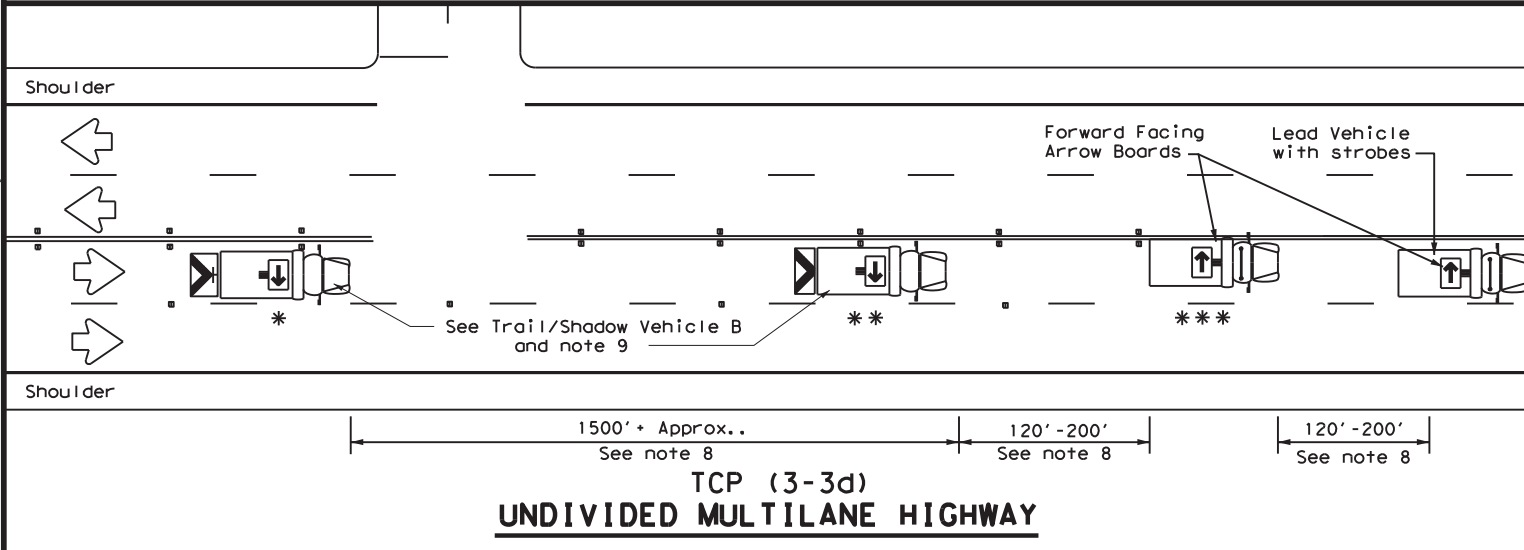 Shoulder
Forward Facing
Arrow Boards
Lead Vehicle
with strobes
*
**
***
See Trail/Shadow Vehicle B
and note 9
Shoulder
1500'+ Approx..
See note 8
120'-200'
See note 8
120'-200'
See note 8
TCP (3-3d)
UNDIVIDED MULTILANE HIGHWAY